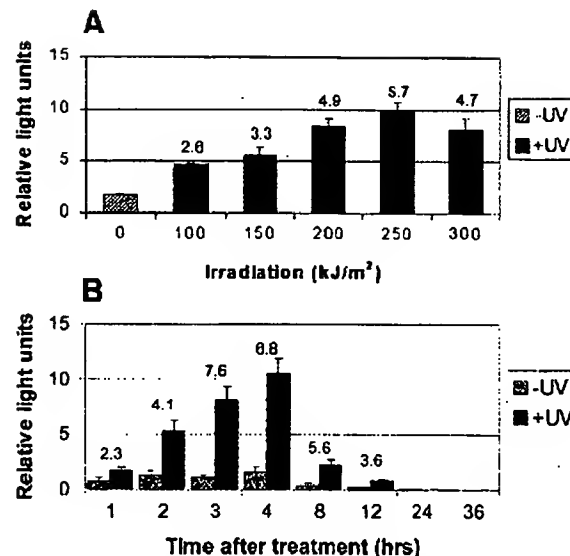 A
Relative light units
15
10
5
0
2.6
3.3
4.9
5.7
4.7
0 100 150 200 250 300
Irradiation (kJ/m²)
-UV
+UV
B
Relative light units
15
10
5
0
2.3
4.1
7.6
6.8
5.6
3.6
1 2 3 4 8 12 24 36
Time after treatment (hrs)
-UV
+UV